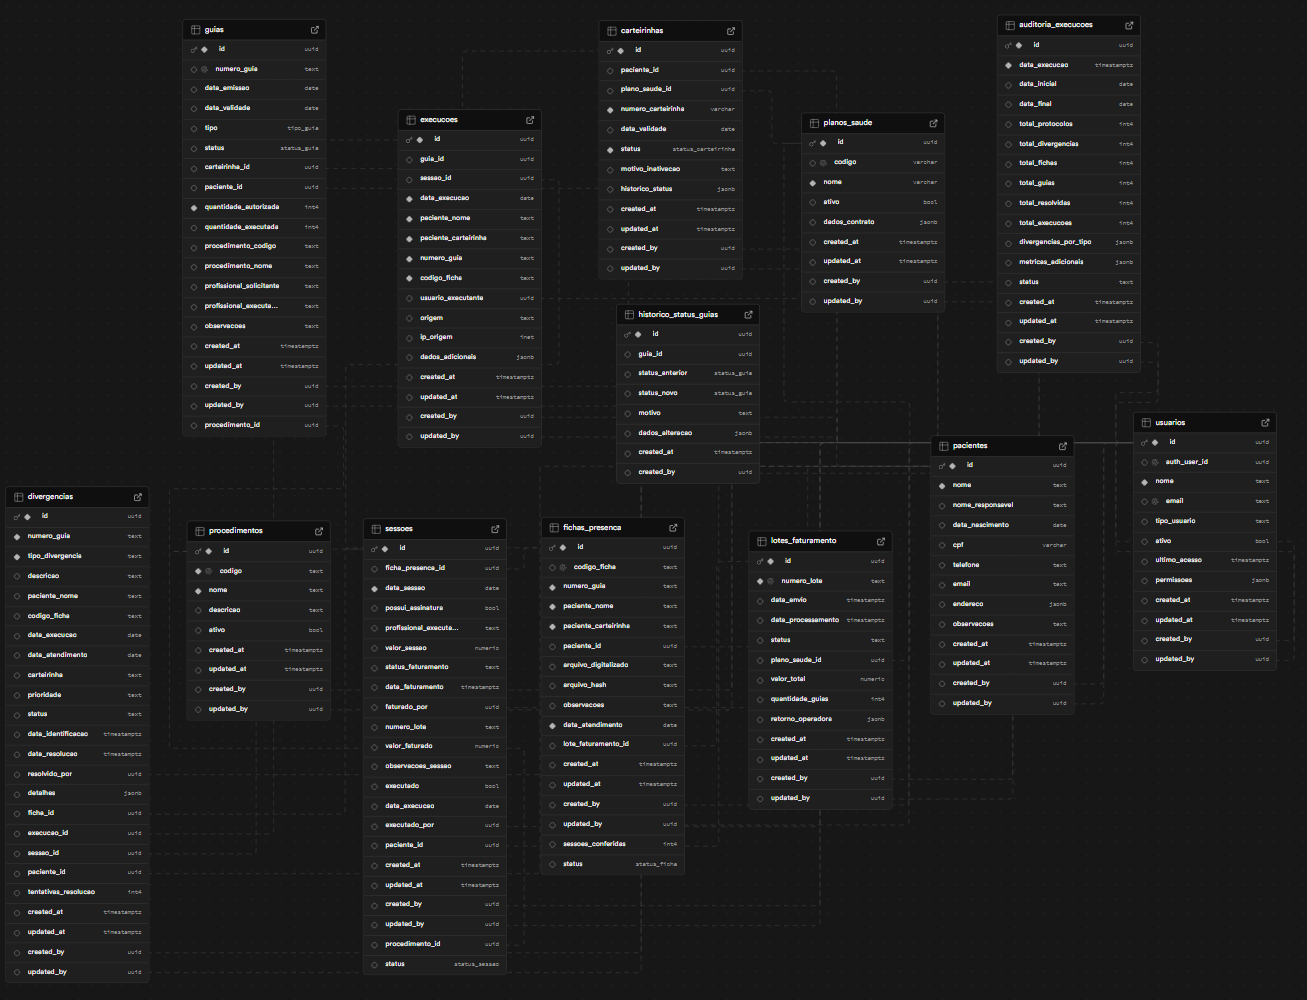 guias
id uuid
numero_guia text
data_emissao date
data_validade date
tipo tipo_guia
status status_guia
carteirinha_id uuid
paciente_id uuid
quantidade_autorizada int4
quantidade_executada int4
procedimento_codigo text
procedimento_nome text
profissional_solicitante text
profissional_executa... text
observacoes text
created_at timestamptz
updated_at timestamptz
created_by uuid
updated_by uuid
procedimento_id uuid
execucoes
id uuid
guia_id uuid
sessao_id uuid
data_execucao date
paciente_nome text
paciente_carteirinha text
numero_guia text
codigo_ficha text
usuario_executante uuid
origem text
ip_origem inet
dados_adicionais jsonb
created_at timestamptz
updated_at timestamptz
created_by uuid
updated_by uuid
carteirinhas
id uuid
paciente_id uuid
plano_saude_id uuid
numero_carteirinha varchar
data_validade date
status status_carteirinha
motivo_inativacao text
historico_status jsonb
created_at timestamptz
updated_at timestamptz
created_by uuid
updated_by uuid
planos_saude
id uuid
codigo varchar
nome varchar
ativo bool
dados_contrato jsonb
created_at timestamptz
updated_at timestamptz
created_by uuid
updated_by uuid
auditoria_execucoes
id uuid
data_execucao timestamptz
data_inicial date
data_final date
total_protocolos int4
total_divergencias int4
total_fichas int4
total_guias int4
total_resolvidas int4
total_execucoes int4
divergencias_por_tipo jsonb
metricas_adicionais jsonb
status text
created_at timestamptz
updated_at timestamptz
created_by uuid
updated_by uuid
historico_status_guias
id uuid
guia_id uuid
status_anterior status_guia
status_novo status_guia
motivo text
dados_alteracao jsonb
created_at timestamptz
created_by uuid
pacientes
id uuid
nome text
nome_responsavel text
data_nascimento date
cpf varchar
telefone text
email text
endereco jsonb
observacoes text
created_at timestamptz
updated_at timestamptz
created_by uuid
updated_by uuid
usuarios
id uuid
auth_user_id uuid
nome text
email text
tipo_usuario text
ativo bool
ultimo_acesso timestamptz
permissoes jsonb
created_at timestamptz
updated_at timestamptz
created_by uuid
updated_by uuid
divergencias
id uuid
numero_guia text
tipo_divergencia text
descricao text
paciente_nome text
codigo_ficha text
data_execucao date
data_atendimento date
carteirinha text
prioridade text
status text
data_identificacao timestamptz
data_resolucao timestamptz
resolvido_por uuid
detalhes jsonb
ficha_id uuid
execucao_id uuid
sessao_id uuid
paciente_id uuid
tentativas_resolucao int4
created_at timestamptz
updated_at timestamptz
created_by uuid
updated_by uuid
procedimentos
id uuid
codigo text
nome text
descricao text
ativo bool
created_at timestamptz
updated_at timestamptz
created_by uuid
updated_by uuid
sessoes
id uuid
ficha_presenca_id uuid
data_sessao date
possui_assinatura bool
profissional_executa... text
valor_sessao numeric
status_faturamento text
data_faturamento timestamptz
faturado_por uuid
numero_lote text
valor_faturado numeric
observacoes_sessao text
executado bool
data_execucao date
executado_por uuid
paciente_id uuid
created_at timestamptz
updated_at timestamptz
created_by uuid
updated_by uuid
procedimento_id uuid
status status_sessao
fichas_presenca
id uuid
codigo_ficha text
numero_guia text
paciente_nome text
paciente_carteirinha text
paciente_id uuid
arquivo_digitalizado text
arquivo_hash text
observacoes text
data_atendimento date
lote_faturamento_id uuid
created_at timestamptz
updated_at timestamptz
created_by uuid
updated_by uuid
sessoes_conferidas int4
status status_ficha
lotes_faturamento
id uuid
numero_lote text
data_envio timestamptz
data_processamento timestamptz
status text
plano_saude_id uuid
valor_total numeric
quantidade_guias int4
retorno_operadora jsonb
created_at timestamptz
updated_at timestamptz
created_by uuid
updated_by uuid